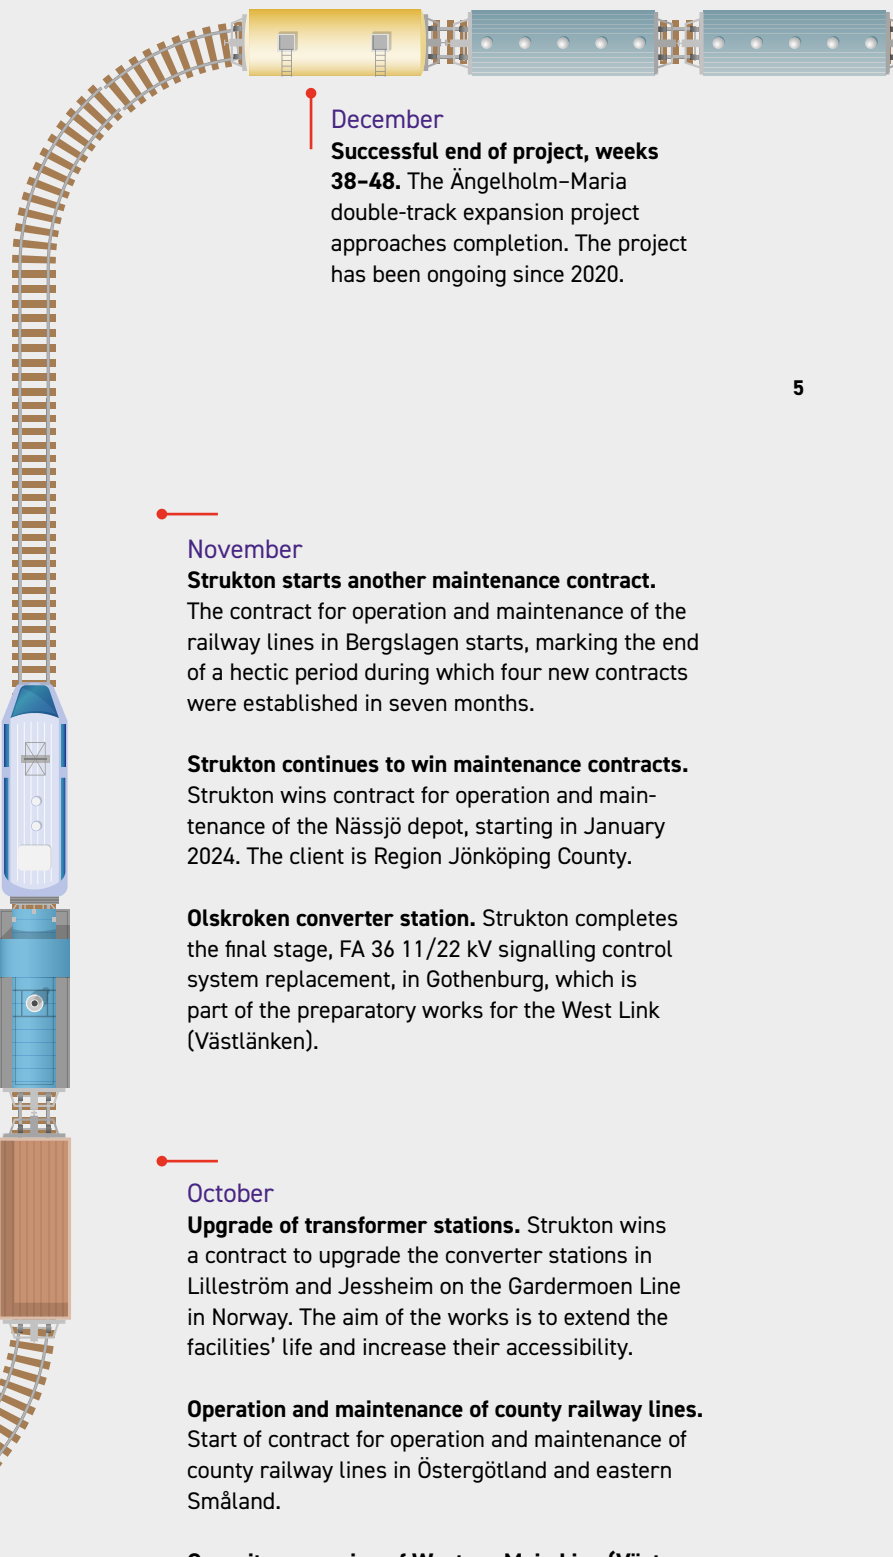 December
Successful end of project, weeks
38–48. The Ängelholm–Maria
double-track expansion project
approaches completion. The project
has been ongoing since 2020.
5
November
Strukton starts another maintenance contract.
The contract for operation and maintenance of the
railway lines in Bergslagen starts, marking the end
of a hectic period during which four new contracts
were established in seven months.
Strukton continues to win maintenance contracts.
Strukton wins contract for operation and main-
tenance of the Nässjö depot, starting in January
2024. The client is Region Jönköping County.
Olskroken converter station. Strukton completes
the final stage, FA 36 11/22 kV signalling control
system replacement, in Gothenburg, which is
part of the preparatory works for the West Link
(Västlänken).
October
Upgrade of transformer stations. Strukton wins
a contract to upgrade the converter stations in
Lilleström and Jessheim on the Gardermoen Line
in Norway. The aim of the works is to extend the
facilities’ life and increase their accessibility.
Operation and maintenance of county railway lines.
Start of contract for operation and maintenance of
county railway lines in Östergötland and eastern
Småland.